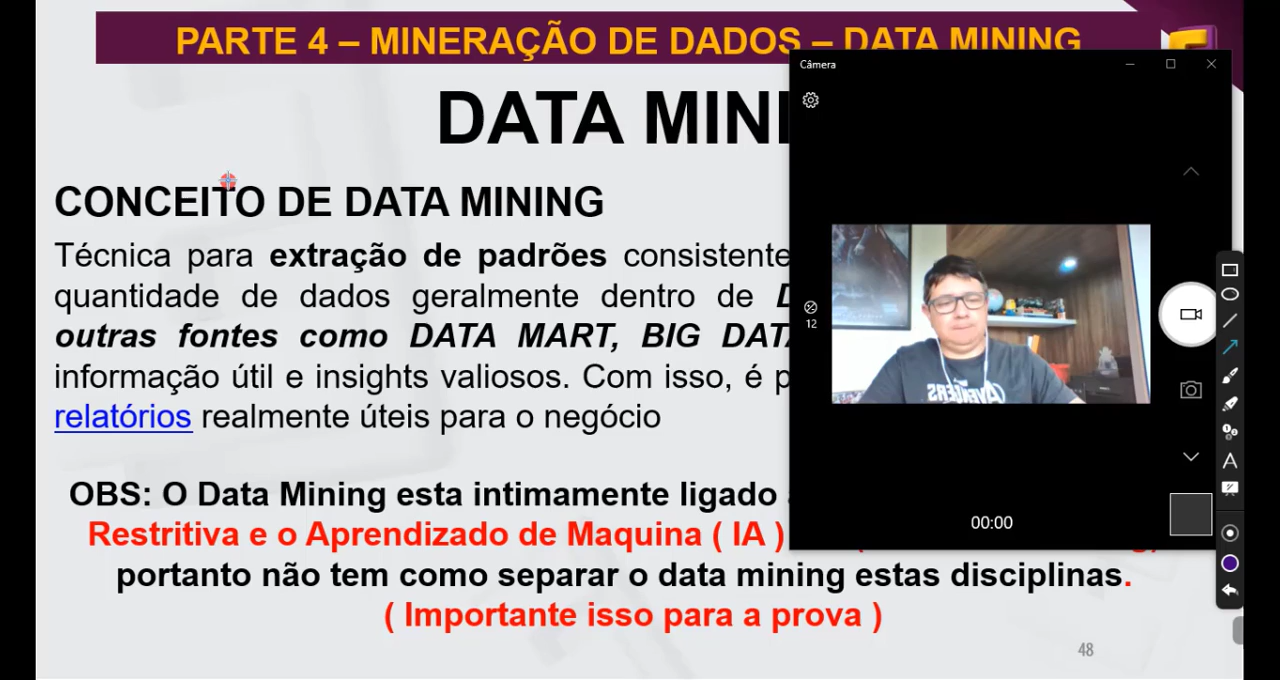 PARTE 4 – MINERAÇÃO DE DADOS – DATA MINING
Câmera
DATA MINI
CONCEITO DE DATA MINING
Técnica para extração de padrões consistente
quantidade de dados geralmente dentro de
12
outras fontes como DATA MART, BIG DATA
informação útil e insights valiosos. Com isso, é
AVENGERS
relatórios realmente úteis para o negócio
OBS: O Data Mining esta intimamente ligado
00:00
Restritiva e o Aprendizado de Maquina ( IA )
portanto não tem como separar o data mining estas disciplinas.
( Importante isso para a prova )
48